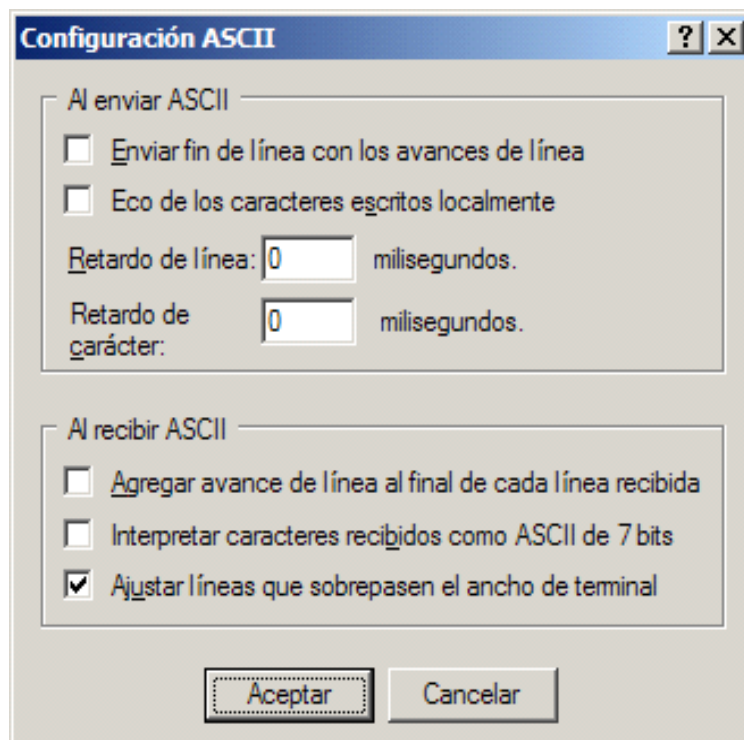 Configuración ASCII
Al enviar ASCII
Enviar fin de línea con los avances de línea
Eco de los caracteres escritos localmente
Retardo de línea: 0 milisegundos.
Retardo de
carácter: 0 milisegundos.
Al recibir ASCII
Agregar avance de línea al final de cada línea recibida
Interpretar caracteres recibidos como ASCII de 7 bits
Ajustar líneas que sobrepasen el ancho de terminal
Aceptar Cancelar